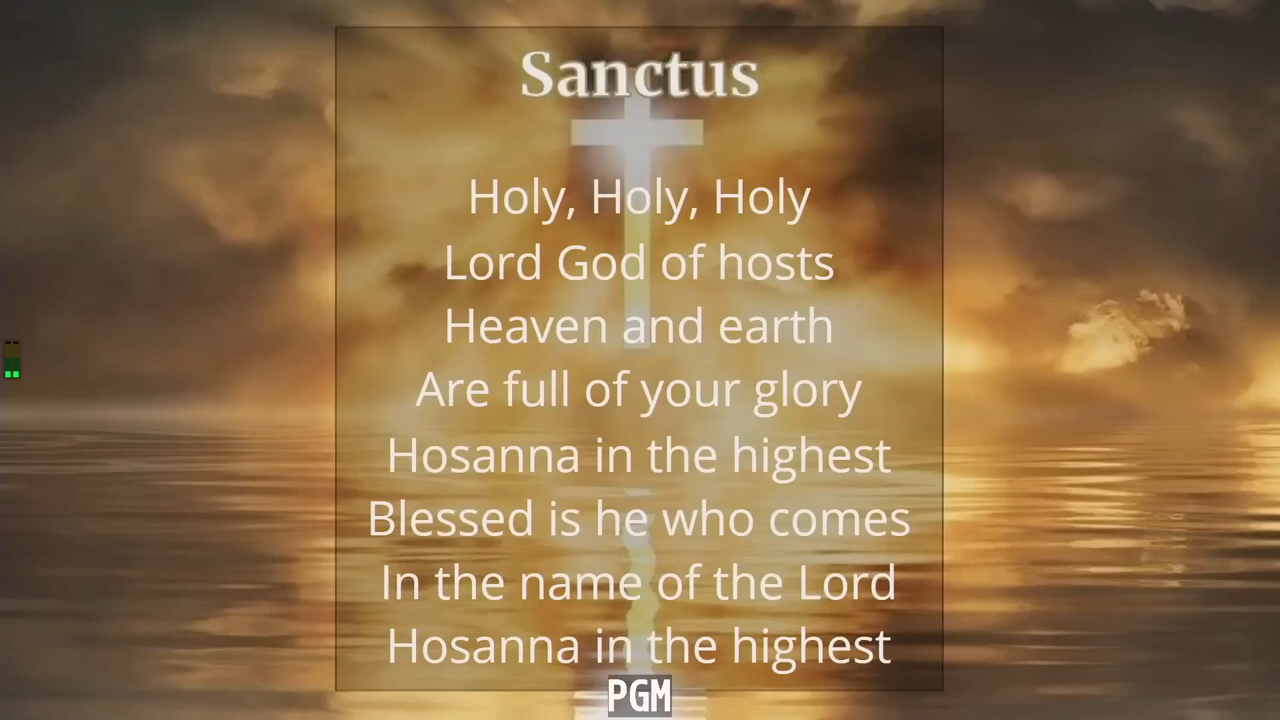 Sanctus
Holy, Holy, Holy
Lord God of hosts
Heaven and earth
Are full of your glory
Hosanna in the highest
Blessed is he who comes
In the name of the Lord
Hosanna in the highest
PGM